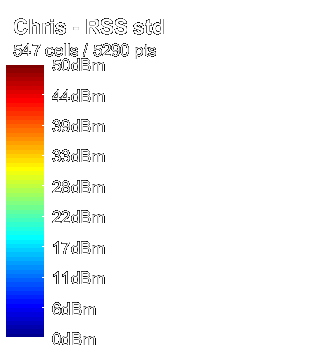 Chris - RSS std
547 cells / 5290 pts
50dBm
44dBm
39dBm
33dBm
28dBm
22dBm
17dBm
11dBm
6dBm
0dBm